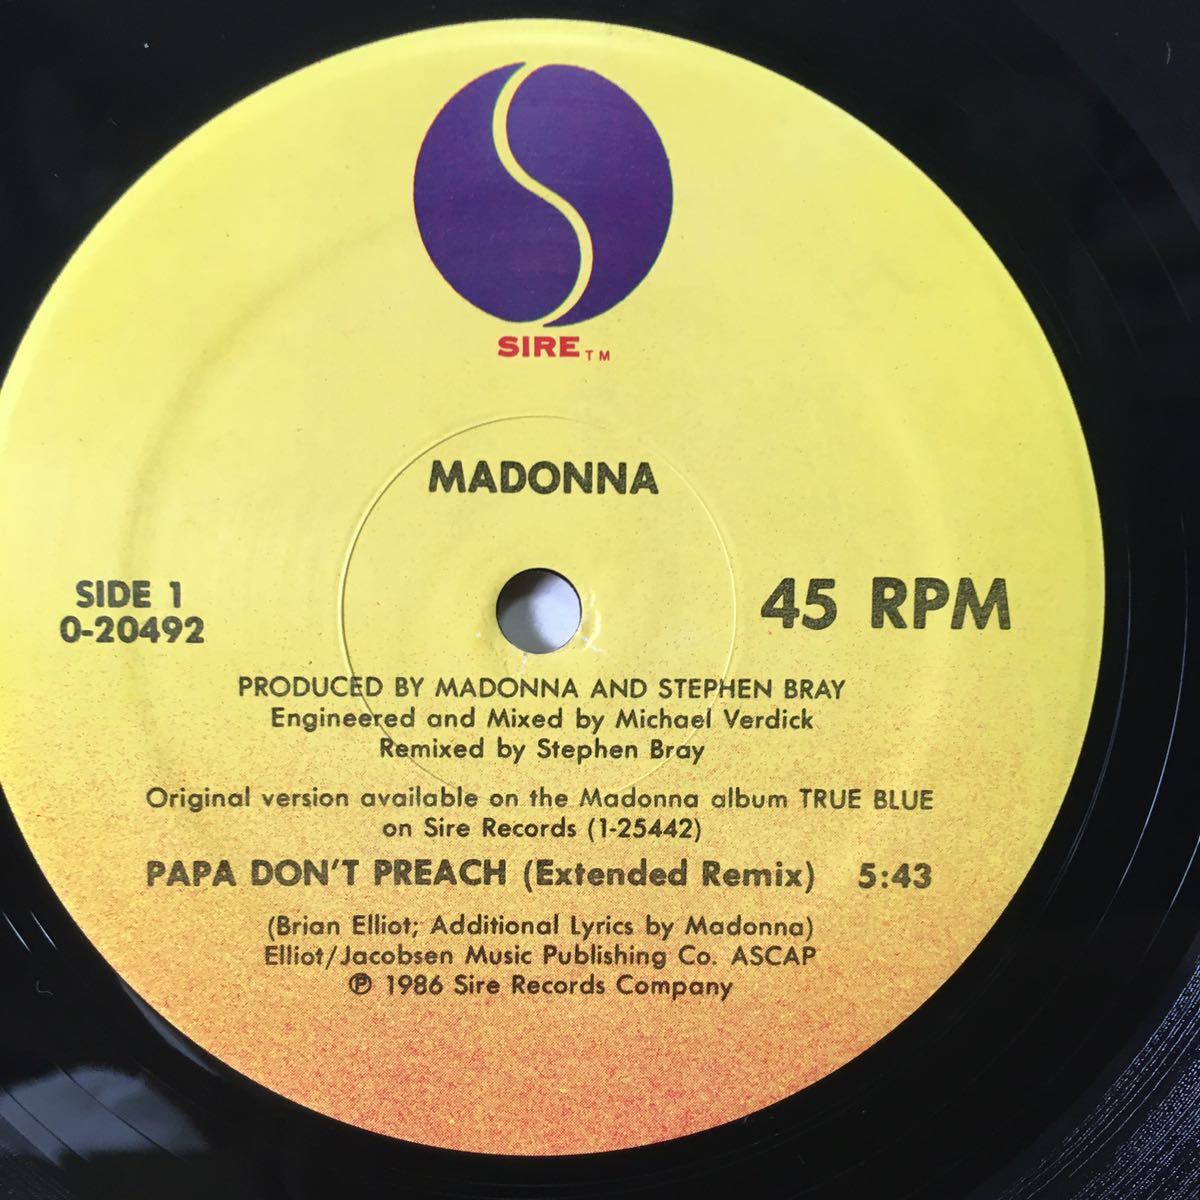 SIRE TM
MADONNA
SIDE 1
0-20492
45 RPM
PRODUCED BY MADONNA AND STEPHEN BRAY
Engineered and Mixed by Michael Verdick
Remixed by Stephen Bray
Original version available on the Madonna album TRUE BLUE
on Sire Records (1-25442)
PAPA DON'T PREACH (Extended Remix) 5:43
(Brian Elliot; Additional Lyrics by Madonna)
Elliot/Jacobsen Music Publishing Co. ASCAP
℗ 1986 Sire Records Company